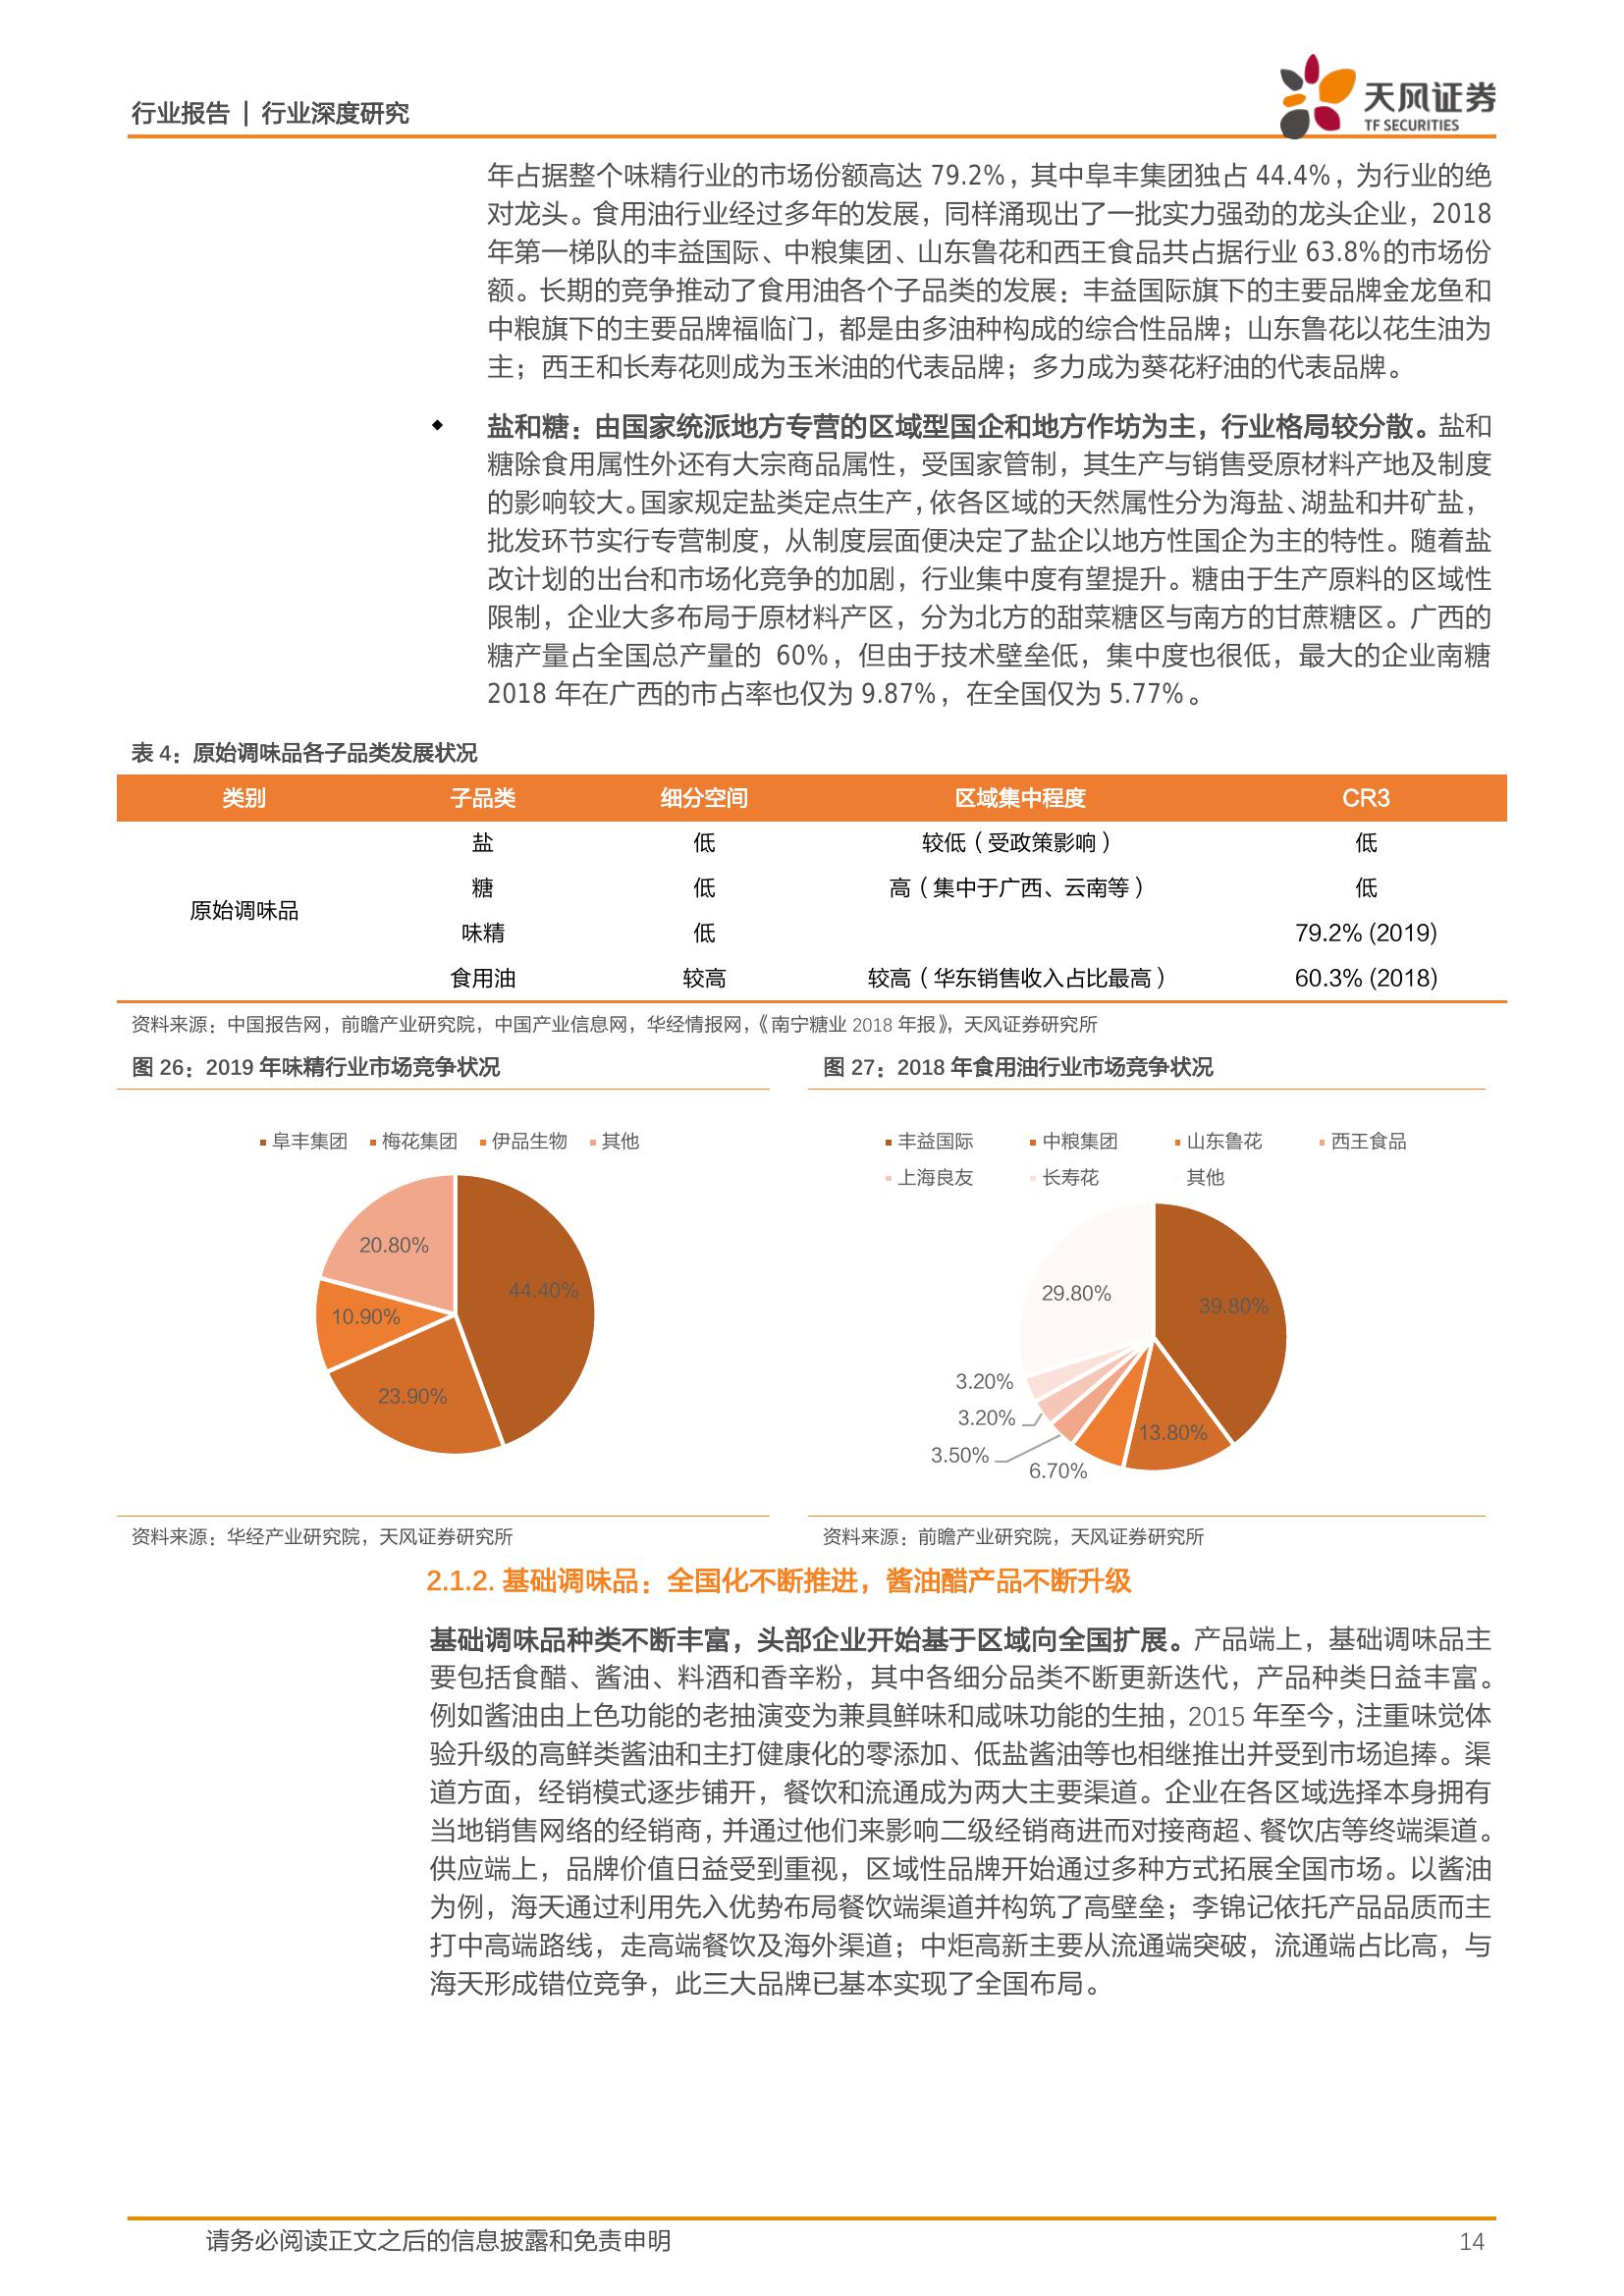 行业报告 | 行业深度研究
天风证券
TF SECURITIES
年占据整个味精行业的市场份额高达 79.2%，其中阜丰集团独占 44.4%，为行业的绝
对龙头。食用油行业经过多年的发展，同样涌现出了一批实力强劲的龙头企业，2018
年第一梯队的丰益国际、中粮集团、山东鲁花和西王食品共占据行业 63.8%的市场份
额。长期的竞争推动了食用油各个子品类的发展：丰益国际旗下的主要品牌金龙鱼和
中粮旗下的主要品牌福临门，都是由多油种构成的综合性品牌；山东鲁花以花生油为
主；西王和长寿花则成为玉米油的代表品牌；多力成为葵花籽油的代表品牌。
◆ 盐和糖：由国家统派地方专营的区域型国企和地方作坊为主，行业格局较分散。盐和
糖除食用属性外还有大宗商品属性，受国家管制，其生产与销售受原材料产地及制度
的影响较大。国家规定盐类定点生产，依各区域的天然属性分为海盐、湖盐和井矿盐，
批发环节实行专营制度，从制度层面便决定了盐企以地方性国企为主的特性。随着盐
改计划的出台和市场化竞争的加剧，行业集中度有望提升。糖由于生产原料的区域性
限制，企业大多布局于原材料产区，分为北方的甜菜糖区与南方的甘蔗糖区。广西的
糖产量占全国总产量的 60%，但由于技术壁垒低，集中度也很低，最大的企业南糖
2018 年在广西的市占率也仅为 9.87%，在全国仅为 5.77%。
表 4：原始调味品各子品类发展状况
类别 子品类 细分空间 区域集中程度 CR3
盐 低 较低（受政策影响） 低
糖 低 高（集中于广西、云南等） 低
原始调味品
味精 低 79.2% (2019)
食用油 较高 较高（华东销售收入占比最高） 60.3% (2018)
资料来源：中国报告网，前瞻产业研究院，中国产业信息网，华经情报网，《南宁糖业 2018 年报》，天风证券研究所
图 26：2019 年味精行业市场竞争状况
阜丰集团 梅花集团 伊品生物 其他
20.80%
44.40%
10.90%
23.90%
资料来源：华经产业研究院，天风证券研究所
图 27：2018 年食用油行业市场竞争状况
丰益国际 中粮集团 山东鲁花 西王食品
上海良友 长寿花 其他
29.80%
39.80%
3.20%
3.20%
13.80%
3.50%
6.70%
资料来源：前瞻产业研究院，天风证券研究所
2.1.2. 基础调味品：全国化不断推进，酱油醋产品不断升级
基础调味品种类不断丰富，头部企业开始基于区域向全国扩展。产品端上，基础调味品主
要包括食醋、酱油、料酒和香辛粉，其中各细分品类不断更新迭代，产品种类日益丰富。
例如酱油由上色功能的老抽演变为兼具鲜味和咸味功能的生抽，2015 年至今，注重味觉体
验升级的高鲜类酱油和主打健康化的零添加、低盐酱油等也相继推出并受到市场追捧。渠
道方面，经销模式逐步铺开，餐饮和流通成为两大主要渠道。企业在各区域选择本身拥有
当地销售网络的经销商，并通过他们来影响二级经销商进而对接商超、餐饮店等终端渠道。
供应端上，品牌价值日益受到重视，区域性品牌开始通过多种方式拓展全国市场。以酱油
为例，海天通过利用先入优势布局餐饮端渠道并构筑了高壁垒；李锦记依托产品品质而主
打中高端路线，走高端餐饮及海外渠道；中炬高新主要从流通端突破，流通端占比高，与
海天形成错位竞争，此三大品牌已基本实现了全国布局。
请务必阅读正文之后的信息披露和免责申明
14